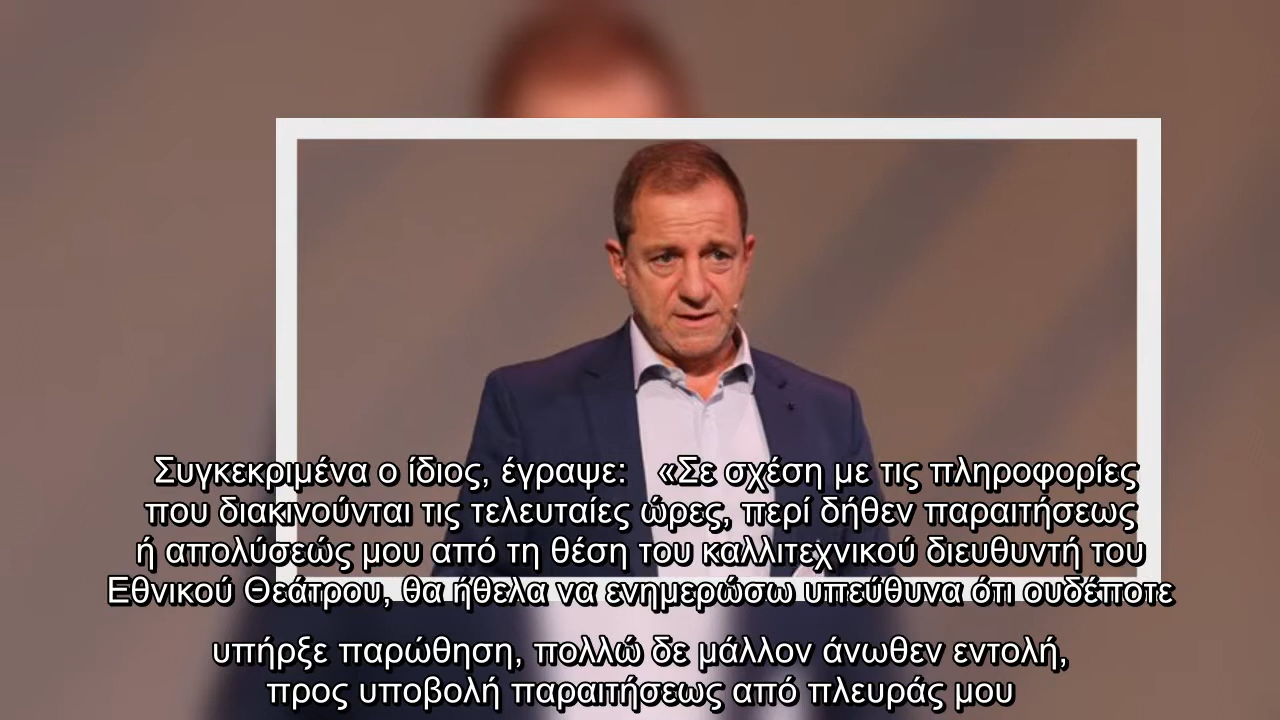 Συγκεκριμένα ο ίδιος, έγραψε: «Σε σχέση με τις πληροφορίες
που διακινούνται τις τελευταίες ώρες, περί δήθεν παραιτήσεως
ή απολύσεώς μου από τη θέση του καλλιτεχνικού διευθυντή του
Εθνικού Θεάτρου, θα ήθελα να ενημερώσω υπεύθυνα ότι ουδέποτε
υπήρξε παρώθηση, πολλώ δε μάλλον άνωθεν εντολή,
προς υποβολή παραιτήσεως από πλευράς μου